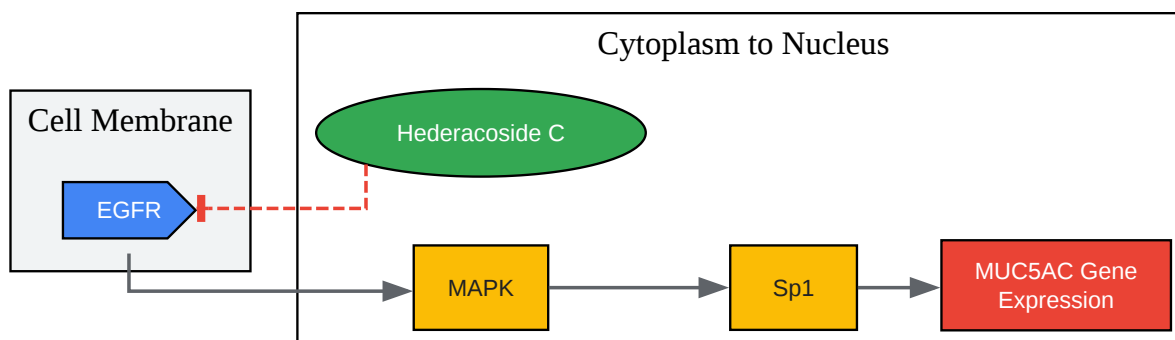 Cytoplasm to Nucleus
Cell Membrane
Hederacoside C
EGFR
MAPK
Sp1
MUC5AC Gene
Expression